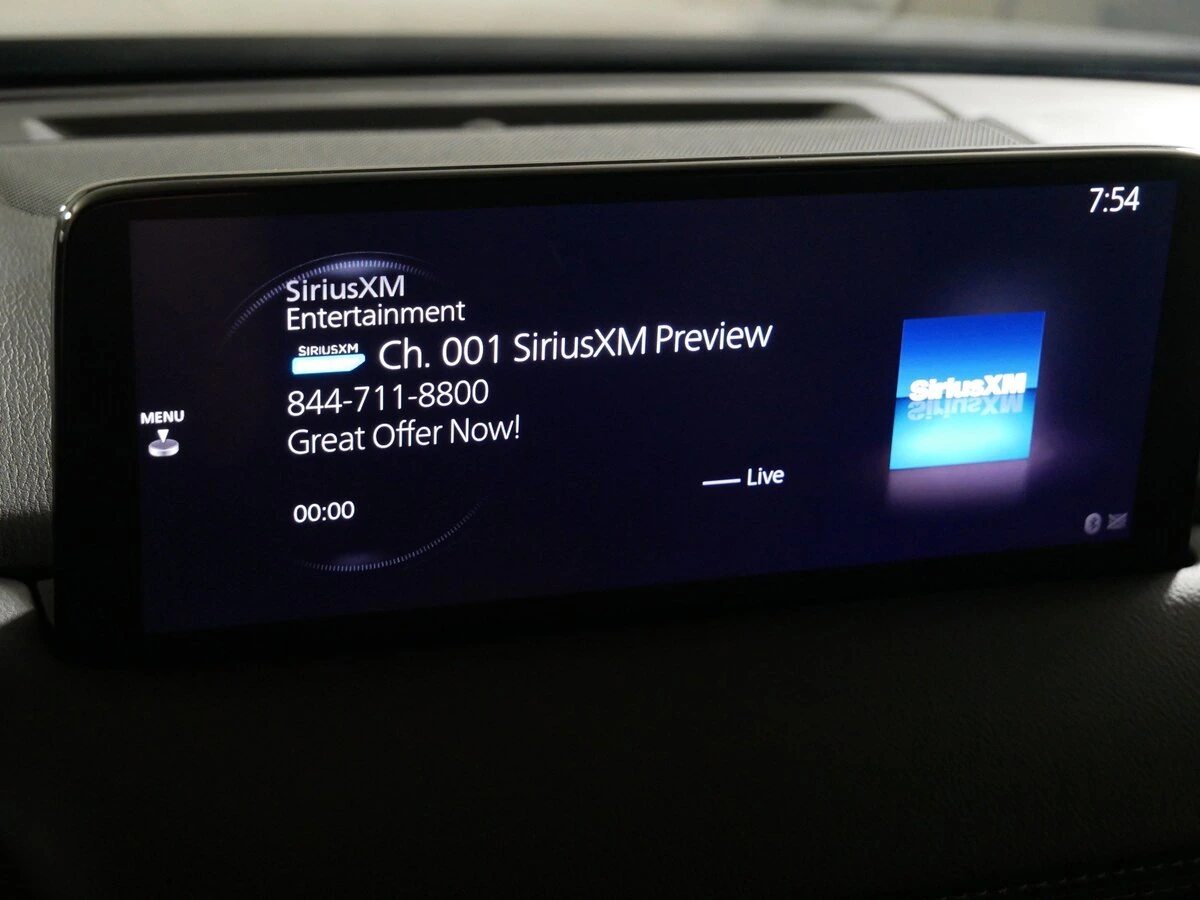 7:54
SiriusXM
Entertainment
SIRIUSXM Ch. 001 SiriusXM Preview
844-711-8800
Great Offer Now!
MENU
Live
00:00
SiriusXM
SiriusXM